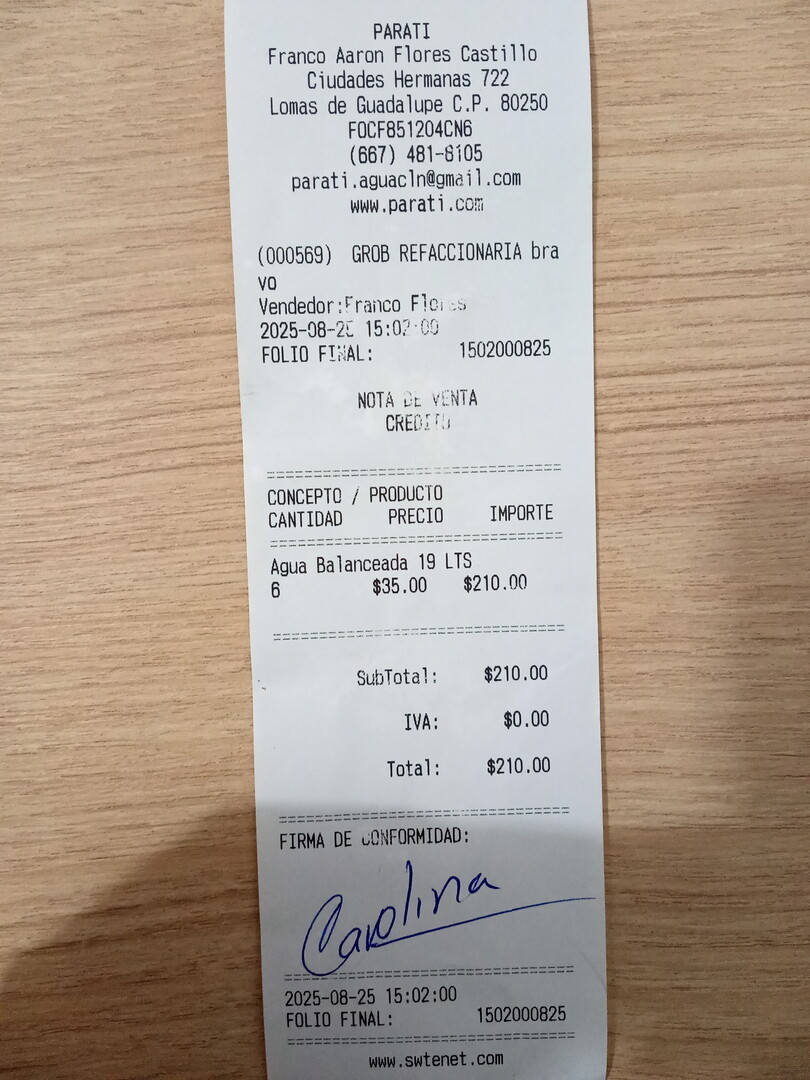 PARATI
Franco Aaron Flores Castillo
Ciudades Hermanas 722
Lomas de Guadalupe C.P. 80250
FOCF851204CN6
(667) 481-8105
parati.aguacln@gmail.com
www.parati.com
(000569) GROB REFACCIONARIA bra
vo
Vendedor:Franco Flores
2025-08-25 15:02:00
FOLIO FINAL: 1502000825
NOTA DE VENTA
CREDITO
CONCEPTO / PRODUCTO
CANTIDAD PRECIO IMPORTE
Agua Balanceada 19 LTS
6 $35.00 $210.00
SubTotal: $210.00
IVA: $0.00
Total: $210.00
FIRMA DE CONFORMIDAD:
Carolina
2025-08-25 15:02:00
FOLIO FINAL: 1502000825
www.swtenet.com